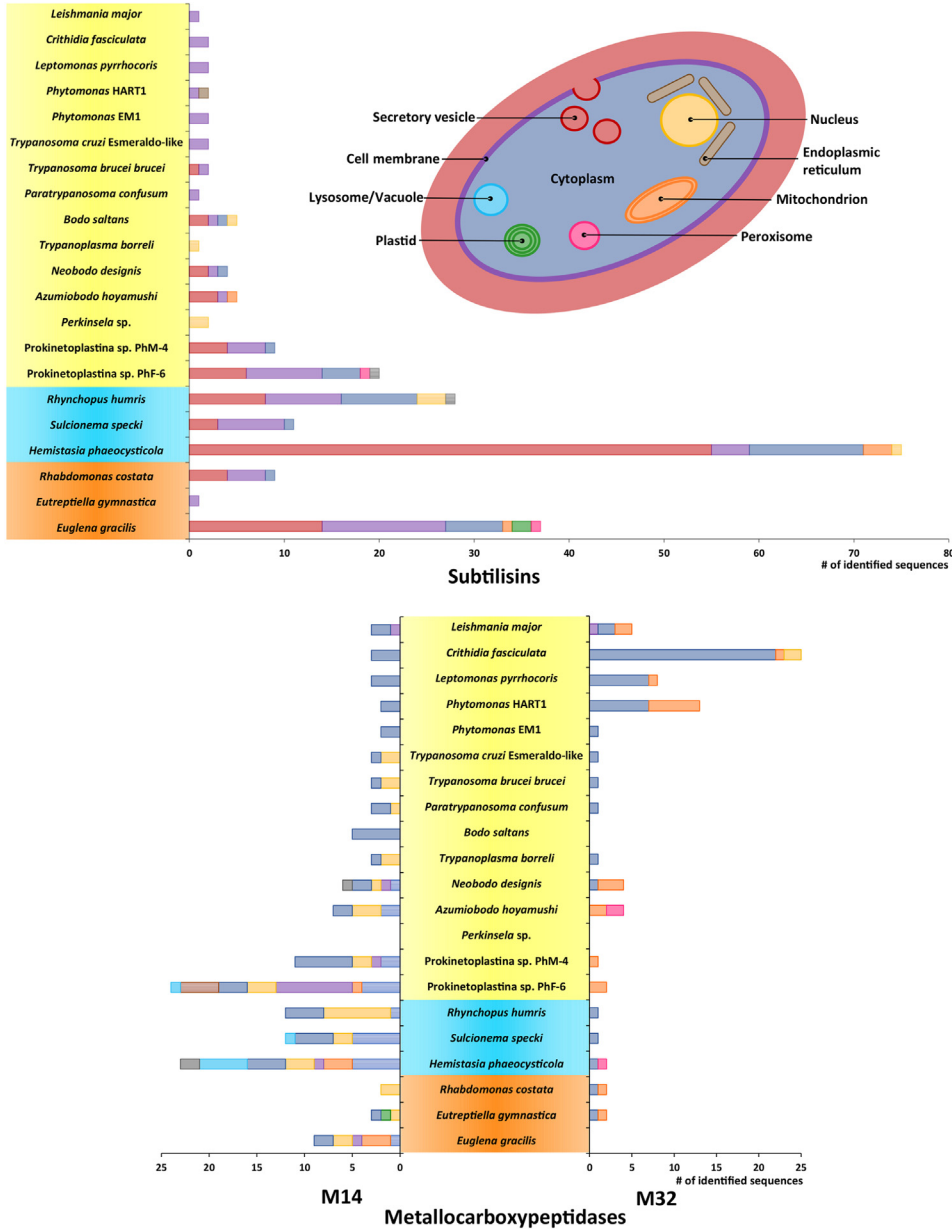 Leishmania major
Crithidia fasciculata
Leptomonas pyrrhocoris
Phytomonas HART1
Phytomonas EM1
Trypanosoma cruzi Esmeraldo-like
Trypanosoma brucei brucei
Paratrypanosoma confusum
Bodo saltans
Trypanoplasma borreli
Neobodo designis
Azumiobodo hoyamushi
Perkinsela sp.
Prokinetoplastina sp. PhM-4
Prokinetoplastina sp. PhF-6
Rhynchopus humris
Sulcionema specki
Hemistasia phaeocysticola
Rhabdomonas costata
Eutreptiella gymnastica
Euglena gracilis
Secretory vesicle
Cell membrane
Lysosome/Vacuole
Plastid
Cytoplasm
Nucleus
Endoplasmic
reticulum
Mitochondrion
Peroxisome
0 10 20 30 40 50 60 70 80
# of identified sequences
Subtilisins
Leishmania major
Crithidia fasciculata
Leptomonas pyrrhocoris
Phytomonas HART1
Phytomonas EM1
Trypanosoma cruzi Esmeraldo-like
Trypanosoma brucei brucei
Paratrypanosoma confusum
Bodo saltans
Trypanoplasma borreli
Neobodo designis
Azumiobodo hoyamushi
Perkinsela sp.
Prokinetoplastina sp. PhM-4
Prokinetoplastina sp. PhF-6
Rhynchopus humris
Sulcionema specki
Hemistasia phaeocysticola
Rhabdomonas costata
Eutreptiella gymnastica
Euglena gracilis
25 20 15 10 5 0 0 5 10 15 20 25
# of identified sequences
M14 M32
Metallocarboxypeptidases